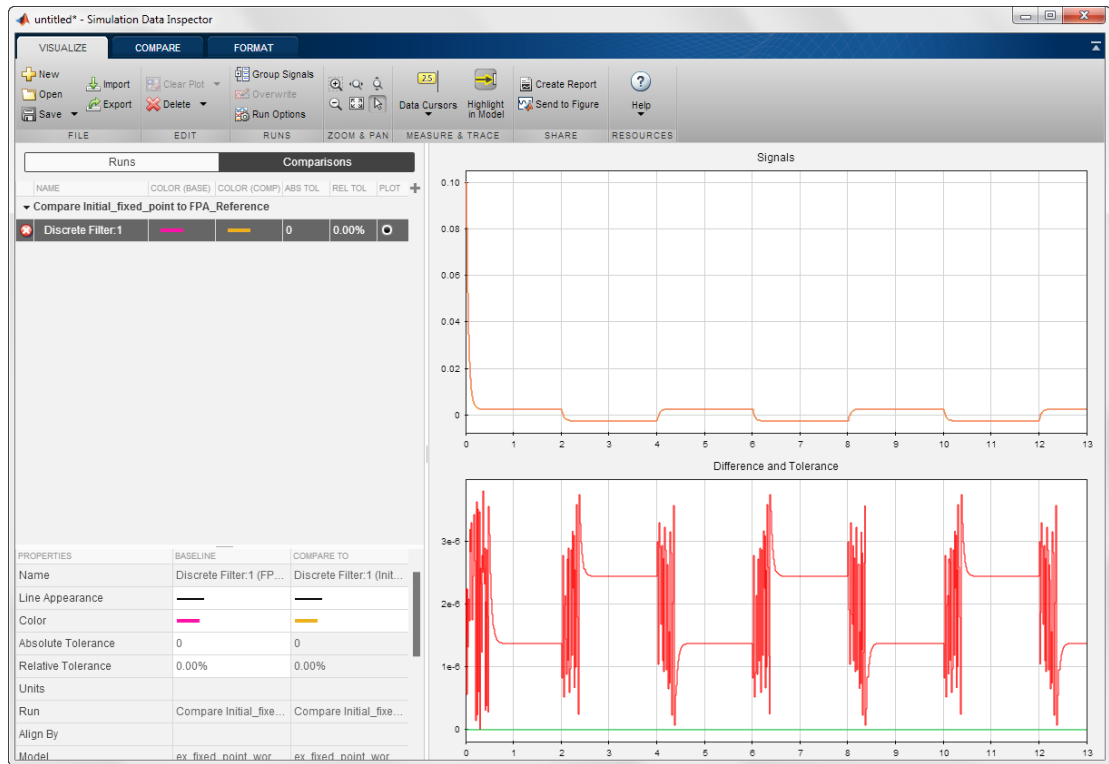 untitled* - Simulation Data Inspector
VISUALIZE COMPARE FORMAT
New
Open
Save
Import
Export
FILE
Clear Plot
Delete
EDIT
Group Signals
Overwrite
Run Options
RUNS
ZOOM & PAN
2.5
Data Cursors
Highlight
in Model
MEASURE & TRACE
Create Report
Send to Figure
SHARE
?
Help
RESOURCES
Runs Comparisons
NAME COLOR (BASE) COLOR (COMP) ABS TOL REL TOL PLOT
Compare Initial_fixed_point to FPA_Reference
Discrete Filter:1 0 0.00%
PROPERTIES BASELINE COMPARE TO
Name Discrete Filter:1 (FP... Discrete Filter:1 (Init...
Line Appearance
Color
Absolute Tolerance 0 0
Relative Tolerance 0.00% 0.00%
Units
Run Compare Initial_fixe... Compare Initial_fixe...
Align By
Model ex_fixed_point_wor ex_fixed_point_wor
Signals
0.10
0.08
0.06
0.04
0.02
0
0 1 2 3 4 5 6 7 8 9 10 11 12 13
Difference and Tolerance
3e-6
2e-6
1e-6
0
0 1 2 3 4 5 6 7 8 9 10 11 12 13